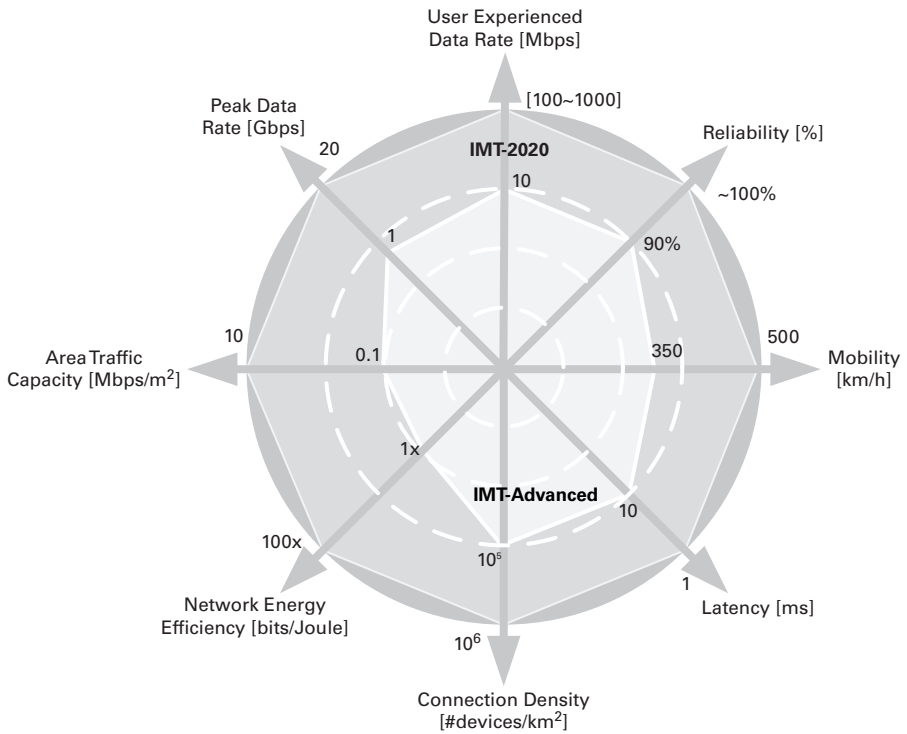 User Experienced
Data Rate [Mbps]
[100~1000]
Peak Data
Rate [Gbps]
20
Reliability [%]
~100%
IMT-2020
10
1
90%
10
Area Traffic
Capacity [Mbps/m²]
0.1
350
500
Mobility
[km/h]
1x
IMT-Advanced
10
100x
10⁵
1
Network Energy
Efficiency [bits/Joule]
Latency [ms]
10⁶
Connection Density
[#devices/km²]